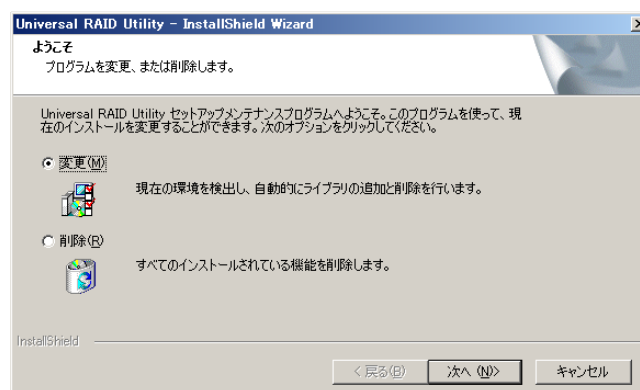 Universal RAID Utility - InstallShield Wizard
ようこそ
プログラムを変更、または削除します。
Universal RAID Utility セットアップメンテナンスプログラムへようこそ。このプログラムを使って、現
在のインストールを変更することができます。次のオプションをクリックしてください。
変更(M)
現在の環境を検出し、自動的にライブラリの追加と削除を行います。
削除(R)
すべてのインストールされている機能を削除します。
InstallShield
< 戻る(B)
次へ (N)>
キャンセル